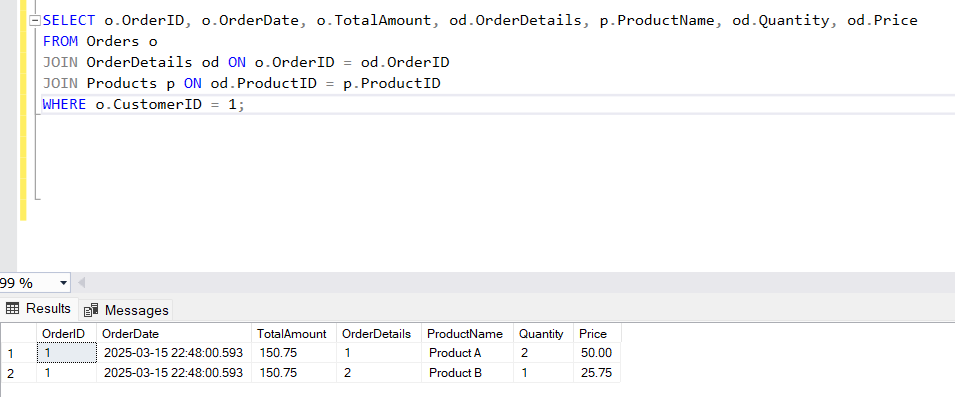 SELECT o.OrderID, o.OrderDate, o.TotalAmount, od.OrderDetails, p.ProductName, od.Quantity, od.Price
FROM Orders o
JOIN OrderDetails od ON o.OrderID = od.OrderID
JOIN Products p ON od.ProductID = p.ProductID
WHERE o.CustomerID = 1;
99 %
Results Messages
OrderID OrderDate TotalAmount OrderDetails ProductName Quantity Price
1 1 2025-03-15 22:48:00.593 150.75 1 Product A 2 50.00
2 1 2025-03-15 22:48:00.593 150.75 2 Product B 1 25.75